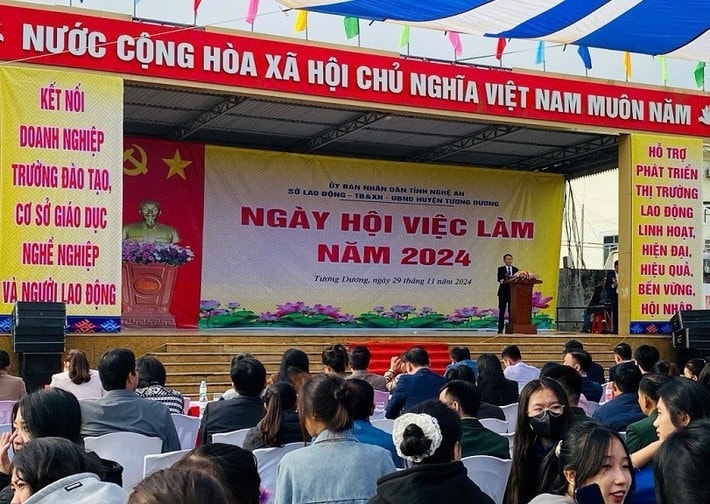 NƯỚC CỘNG HÒA XÃ HỘI CHỦ NGHĨA VIỆT NAM MUÔN NĂM
KẾT NỐI
DOANH NGHIỆP
TRƯỜNG ĐÀO TẠO,
CƠ SỞ GIÁO DỤC
NGHỀ NGHIỆP
VÀ NGƯỜI LAO ĐỘNG
ỦY BAN NHÂN DÂN TỈNH NGHỆ AN
SỞ LAO ĐỘNG - TB&XH - UBND HUYỆN TƯƠNG DƯƠNG
NGÀY HỘI VIỆC LÀM
NĂM 2024
Tương Dương, ngày 29 tháng 11 năm 2024
HỖ TRỢ
PHÁT TRIỂN
THỊ TRƯỜNG
LAO ĐỘNG
LINH HOẠT,
HIỆN ĐẠI,
HIỆU QUẢ,
BỀN VỮNG,
HỘI NHẬP